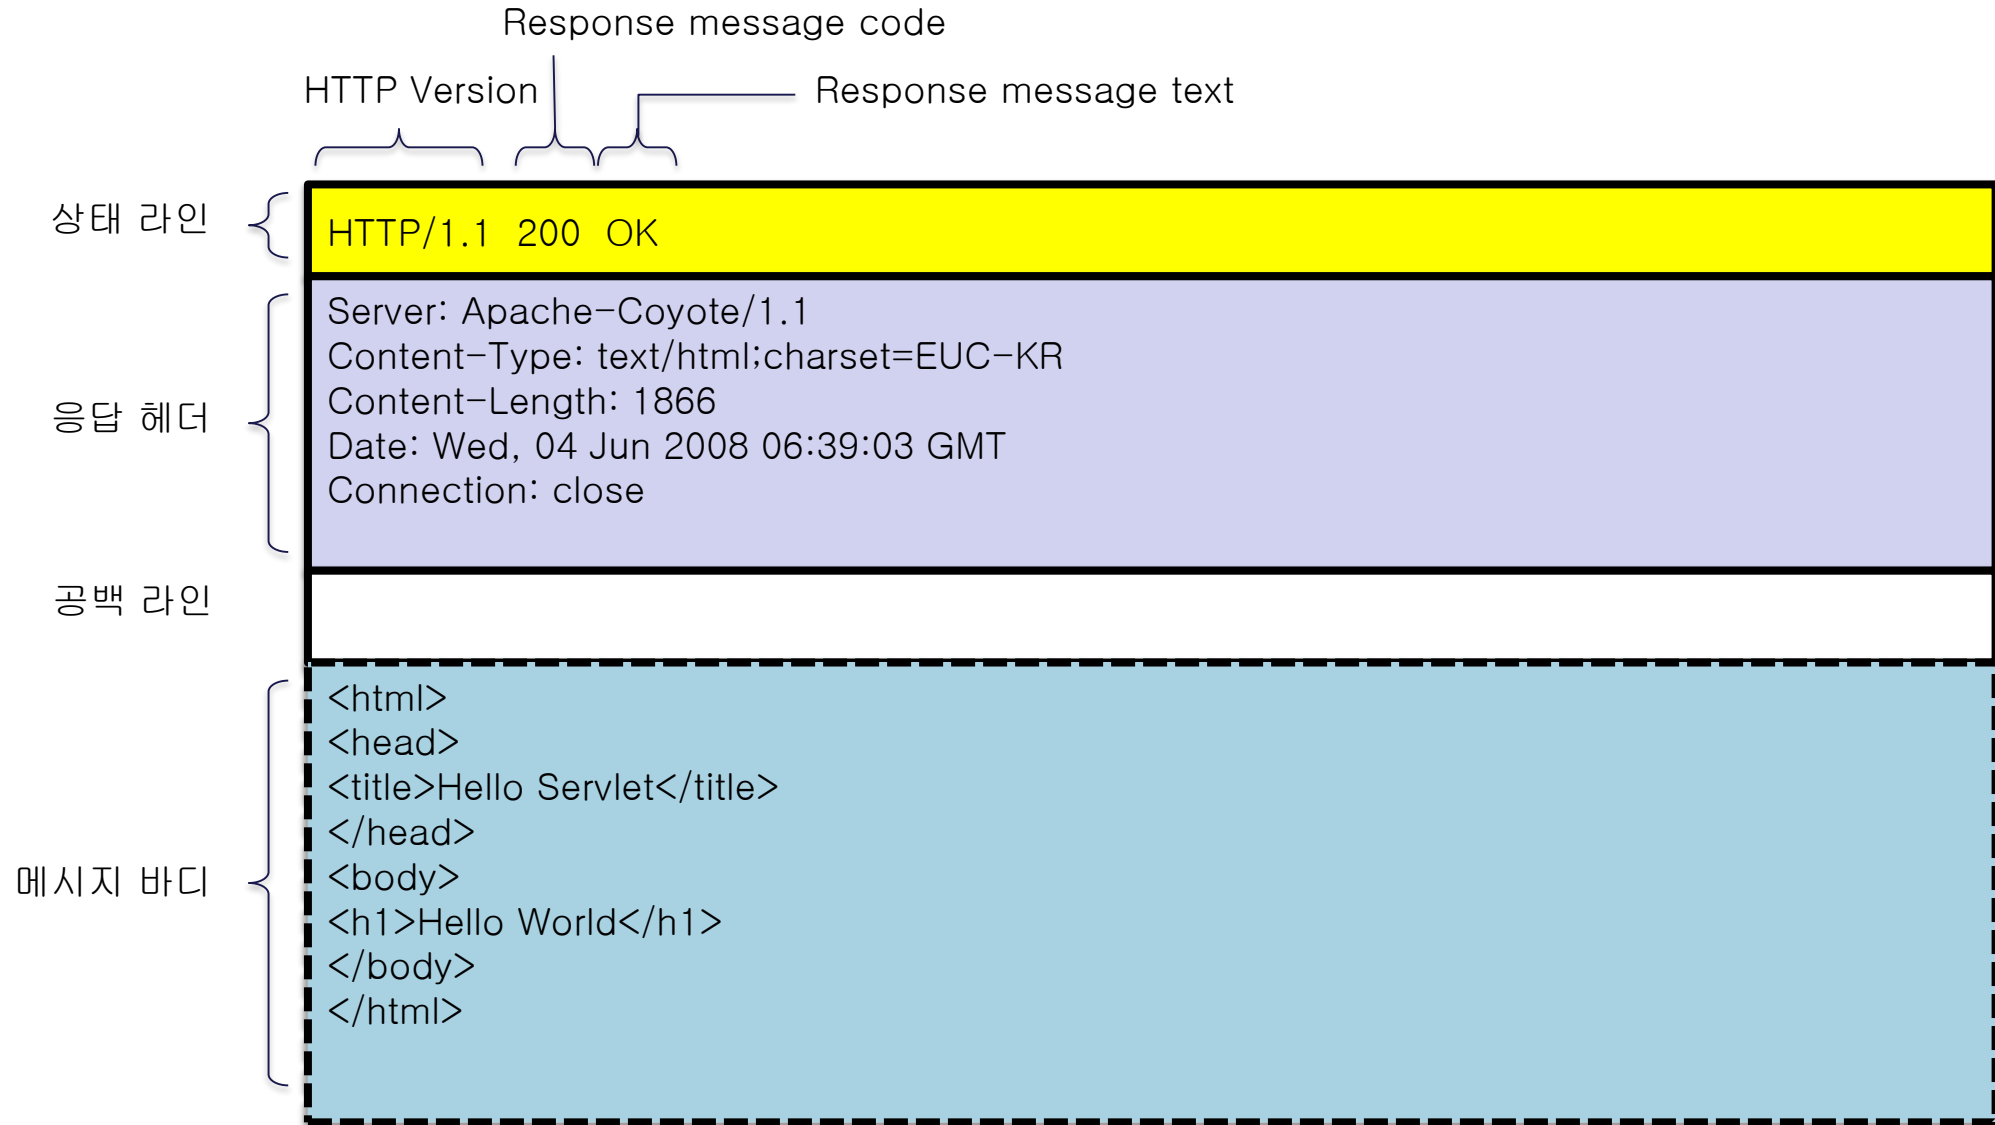 Response message code
HTTP Version
Response message text
상태 라인
HTTP/1.1 200 OK
응답 헤더
Server: Apache-Coyote/1.1
Content-Type: text/html;charset=EUC-KR
Content-Length: 1866
Date: Wed, 04 Jun 2008 06:39:03 GMT
Connection: close
공백 라인
메시지 바디
<html>
<head>
<title>Hello Servlet</title>
</head>
<body>
<h1>Hello World</h1>
</body>
</html>